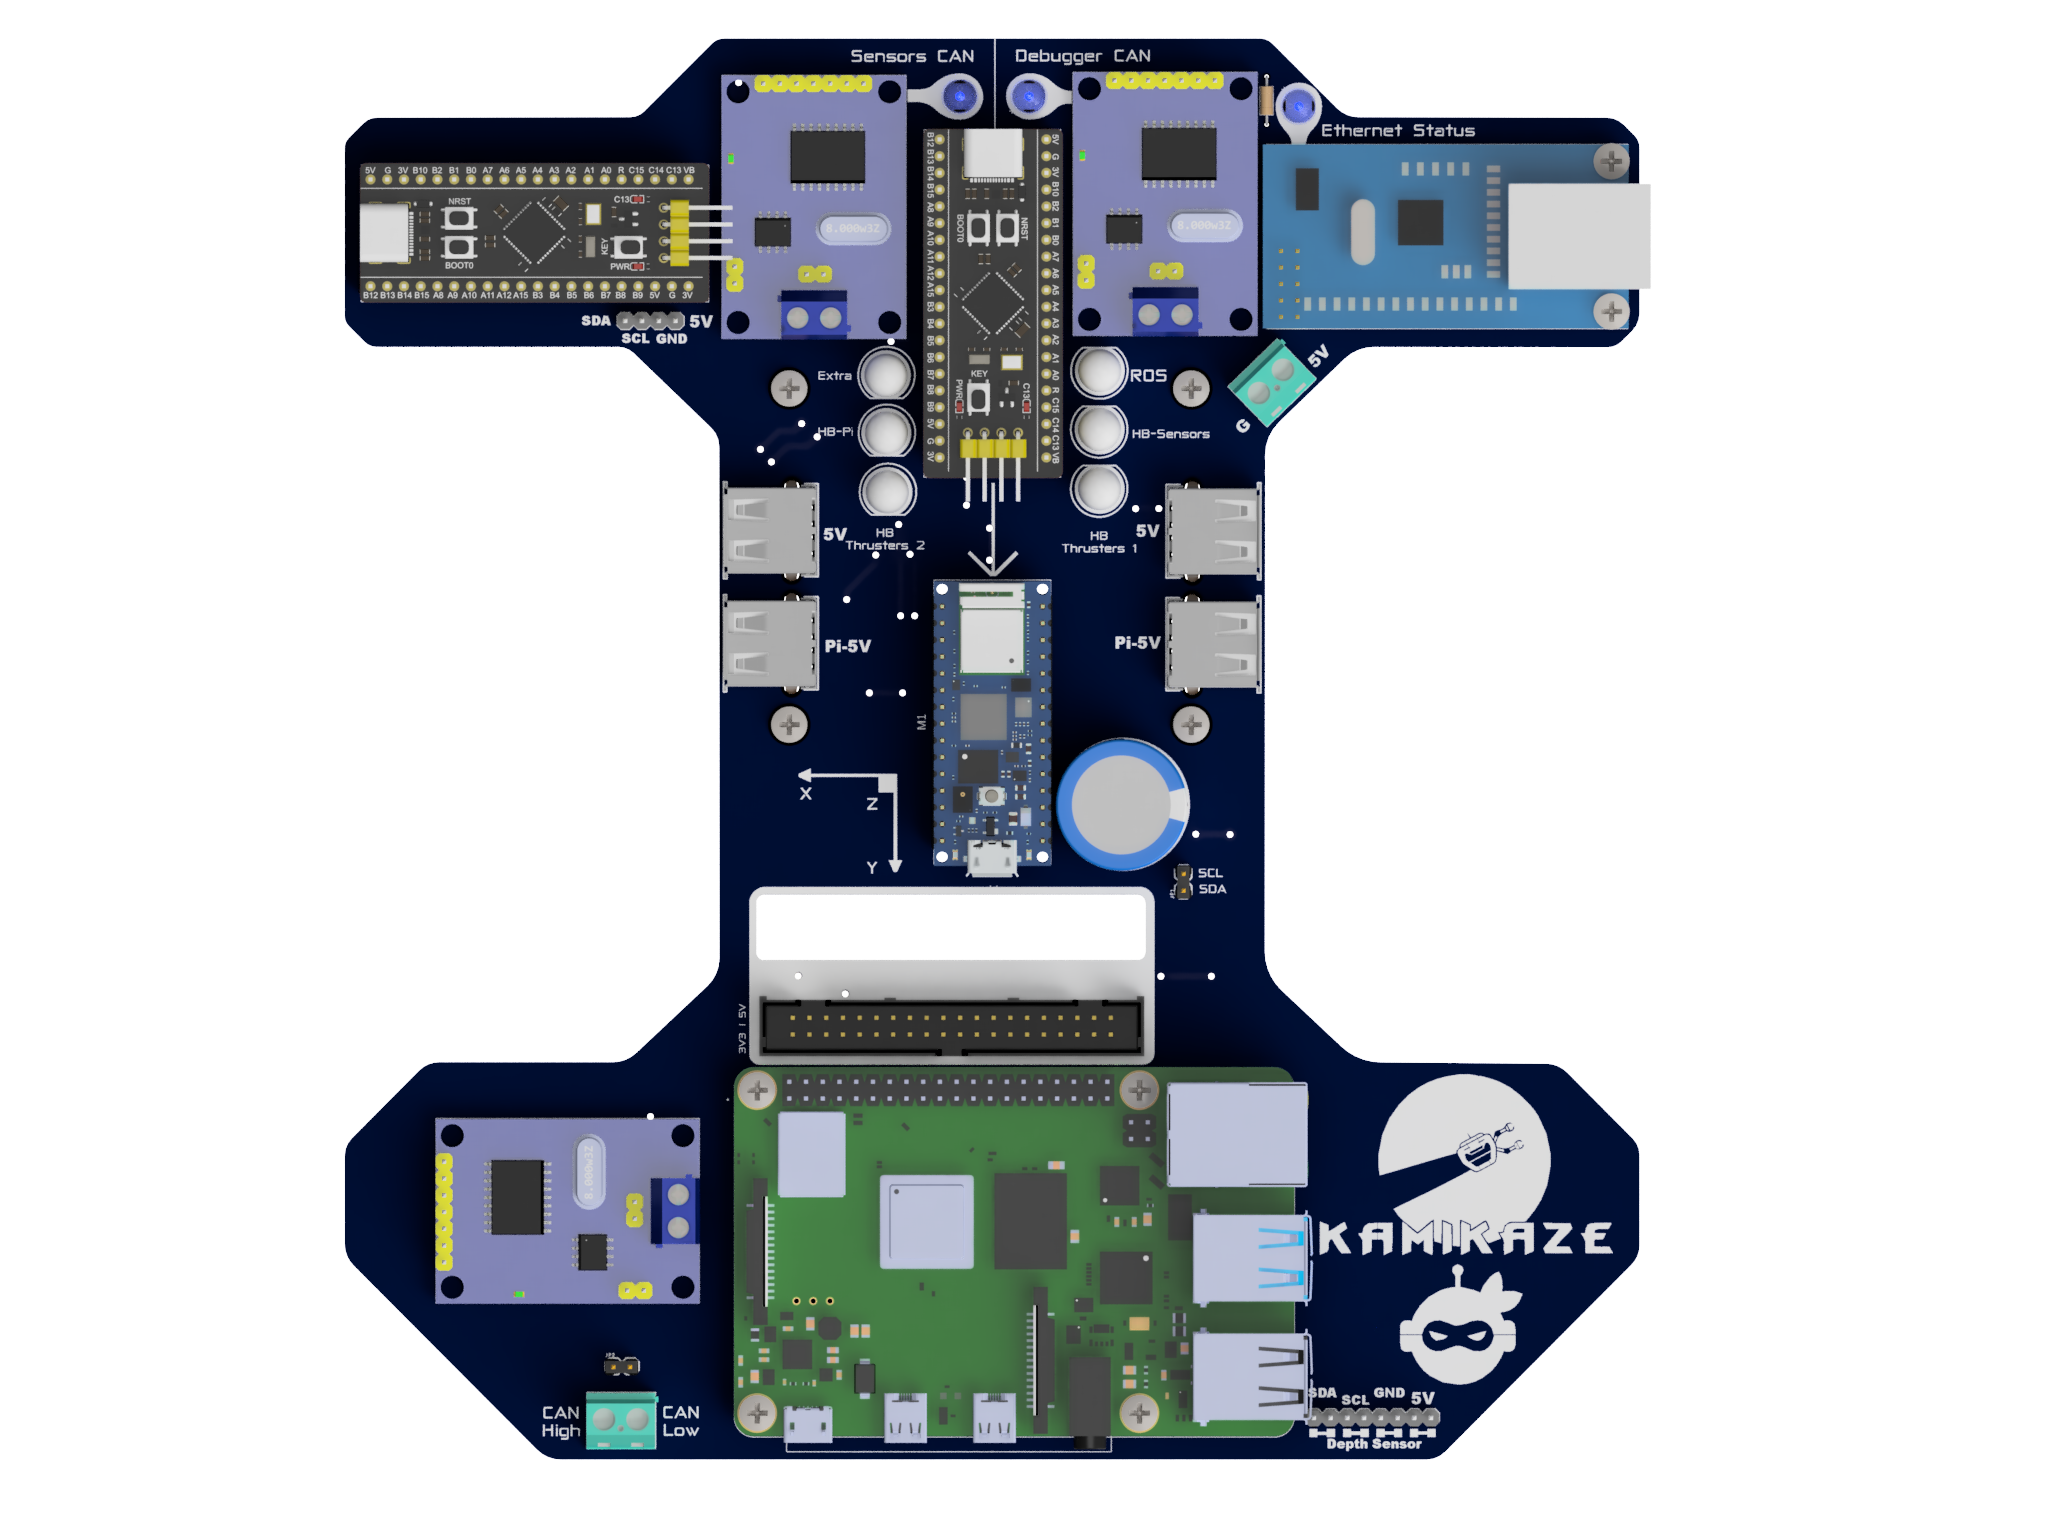 Sensors CAN
Debugger CAN
Ethernet Status
5V G 3V B10 B2 B1 B0 A7 A6 A5 A4 A3 A2 A1 A0 R C15 C14 C13 VB
NRST
BOOT0
C13
KEY
PWR
B12 B13 B14 B15 A8 A9 A10 A11 A12 A15 B3 B4 B5 B6 B7 B8 B9 5V G 3V
SDA
SCL GND
5V
8.000
B12 B13 B14 B15 A8 A9 A10 A11 A12 A15 B3 B4 B5 B6 B7 B8 B9 5V G 3V
BOOT0
NRST
KEY
PWR
C13
5V G 3V B10 B2 B1 B0 A7 A6 A5 A4 A3 A2 A1 A0 R C15 C14 C13 VB
8.000
5V
G
Extra
ROS
HB-Pi
HB-Sensors
HB
Thrusters 2
HB
Thrusters 1
5V
5V
Pi-5V
Pi-5V
M1
X
Z
Y
SCL
SDA
8.000
KAMIKAZE
JP2
CAN
High
CAN
Low
SDA
SCL
GND
5V
Depth Sensor